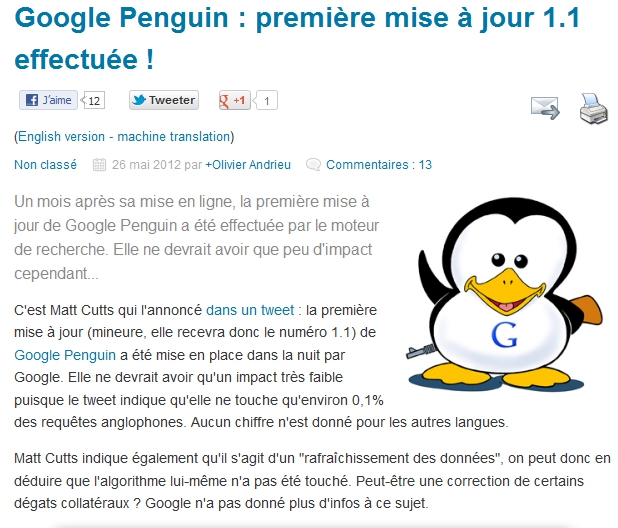 Google Penguin : première mise à jour 1.1
effectuée !
J'aime 12 Tweeter g +1 1
(English version - machine translation)
Non classé 26 mai 2012 par +Olivier Andrieu Commentaires : 13
Un mois après sa mise en ligne, la première mise à
jour de Google Penguin a été effectuée par le moteur
de recherche. Elle ne devrait avoir que peu d'impact
cependant...
C'est Matt Cutts qui l'annoncé dans un tweet : la première
mise à jour (mineure, elle recevra donc le numéro 1.1) de
Google Penguin a été mise en place dans la nuit par
Google. Elle ne devrait avoir qu'un impact très faible
puisque le tweet indique qu'elle ne touche qu'environ 0,1%
des requêtes anglophones. Aucun chiffre n'est donné pour les autres langues.
G
Matt Cutts indique également qu'il s'agit d'un "rafraîchissement des données", on peut donc en
déduire que l'algorithme lui-même n'a pas été touché. Peut-être une correction de certains
dégats collatéraux ? Google n'a pas donné plus d'infos à ce sujet.